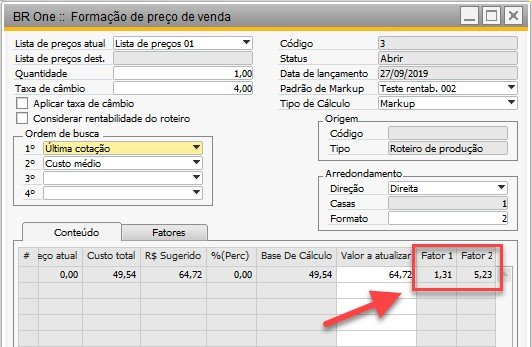 BR One :: Formação de preço de venda
Lista de preços atual Lista de preços 01 Código 3
Lista de preços dest. Status Abrir
Quantidade 1,00 Data de lançamento 27/09/2019
Taxa de câmbio 4,00 Padrão de Markup Teste rentab. 002
Aplicar taxa de câmbio Tipo de Cálculo Markup
Considerar rentabilidade do roteiro
Origem
Ordem de busca Código
1º Última cotação Tipo Roteiro de produção
2º Custo médio
3º Arredondamento
4º Direção Direita
Casas 1
Formato 2
Conteúdo Fatores
# eço atual Custo total R$ Sugerido %(Perc) Base De Cálculo Valor a atualizar Fator 1 Fator 2
0,00 49,54 64,72 0,00 49,54 64,72 1,31 5,23